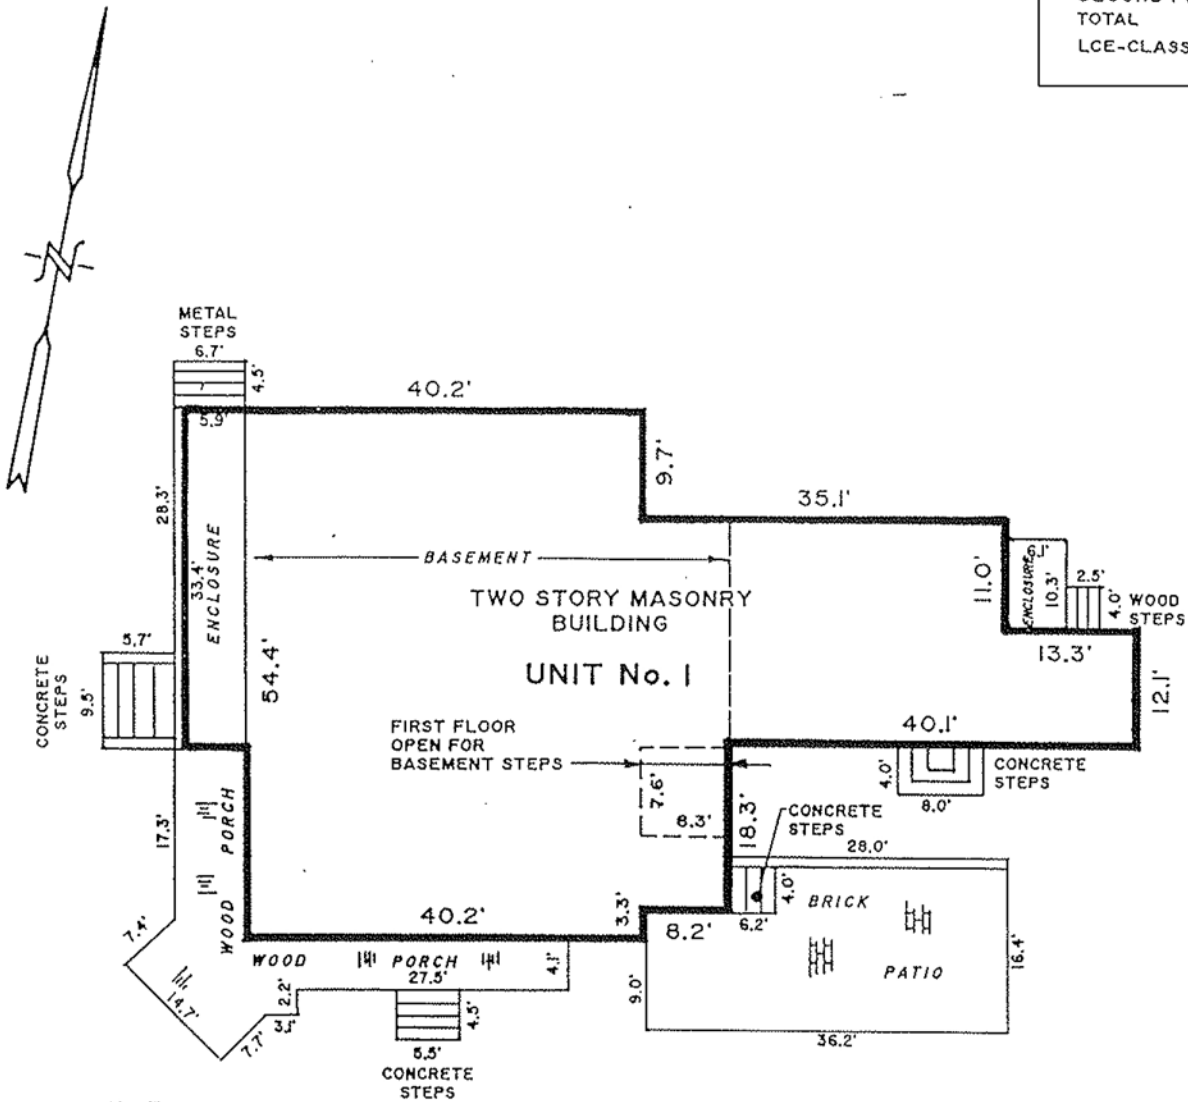 TOTAL
LCE-CLASS
N
METAL
STEPS
6.7'
4.5'
40.2'
5.9'
9.7'
35.1'
28.3'
33.4'
ENCLOSURE
BASEMENT
TWO STORY MASONRY
BUILDING
UNIT No. 1
11.0'
6.1'
ENCLOSURE
10.3'
2.5'
4.0'
WOOD
STEPS
13.3'
12.1'
5.7'
CONCRETE
STEPS
9.5'
54.4'
FIRST FLOOR
OPEN FOR
BASEMENT STEPS
40.1'
4.0'
8.0'
CONCRETE
STEPS
7.6'
8.3'
18.3'
CONCRETE
STEPS
28.0'
17.3'
WOOD PORCH
4.0'
6.2'
BRICK
PATIO
16.4'
40.2'
3.3'
8.2'
7.4'
WOOD PORCH
27.5'
4.1'
9.0'
36.2'
14.7'
2.2'
3.1'
7.7'
4.5'
5.5'
CONCRETE
STEPS